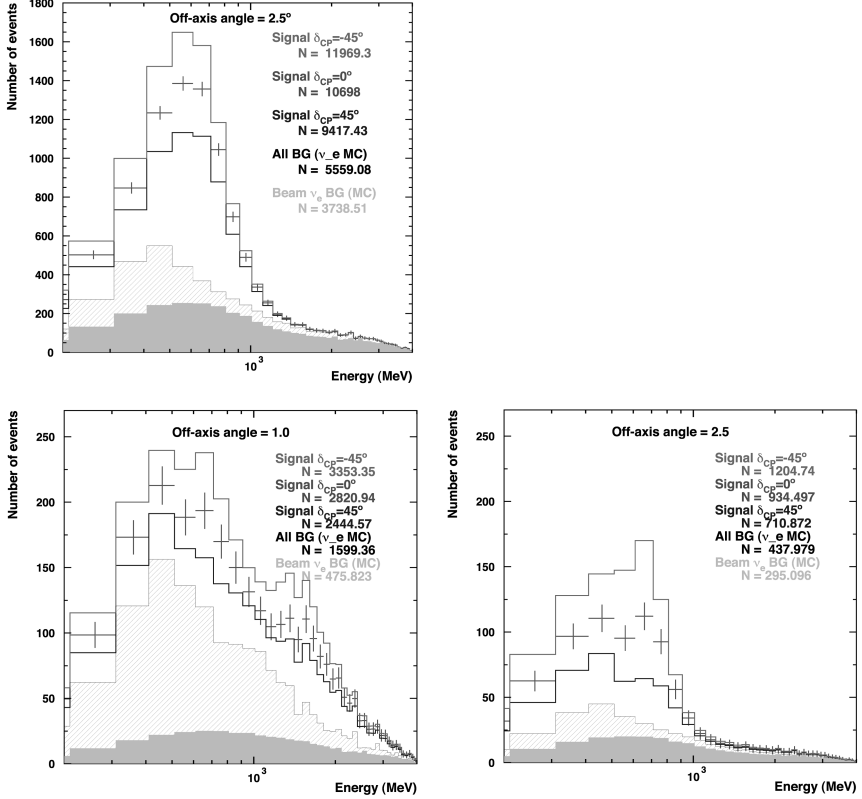 Off-axis angle = 2.5°
Number of events
1800
1600
1400
1200
1000
800
600
400
200
0
Signal δCP=-45°
N = 11969.3
Signal δCP=0°
N = 10698
Signal δCP=45°
N = 9417.43
All BG (ν_e MC)
N = 5559.08
Beam νe BG (MC)
N = 3738.51
10³
Energy (MeV)
Off-axis angle = 1.0
Number of events
250
200
150
100
50
0
Signal δCP=-45°
N = 3353.35
Signal δCP=0°
N = 2820.94
Signal δCP=45°
N = 2444.57
All BG (ν_e MC)
N = 1599.36
Beam νe BG (MC)
N = 475.823
10³
Energy (MeV)
Off-axis angle = 2.5
Number of events
250
200
150
100
50
0
Signal δCP=-45°
N = 1204.74
Signal δCP=0°
N = 934.497
Signal δCP=45°
N = 710.872
All BG (ν_e MC)
N = 437.979
Beam νe BG (MC)
N = 295.096
10³
Energy (MeV)